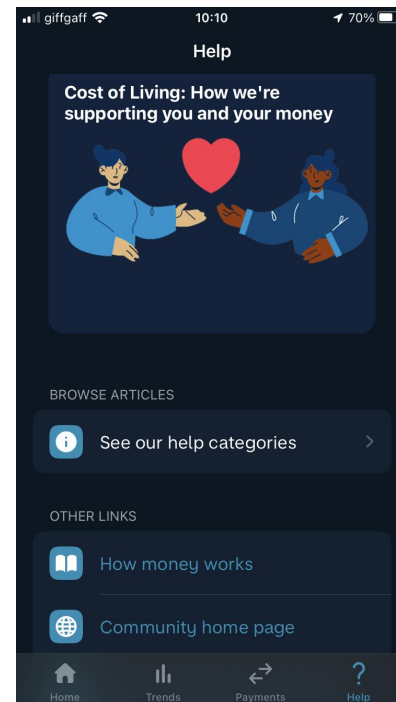 giffgaff 10:10 70%
Help
Cost of Living: How we're
supporting you and your money
BROWSE ARTICLES
See our help categories
OTHER LINKS
How money works
Community home page
Home Trends Payments Help